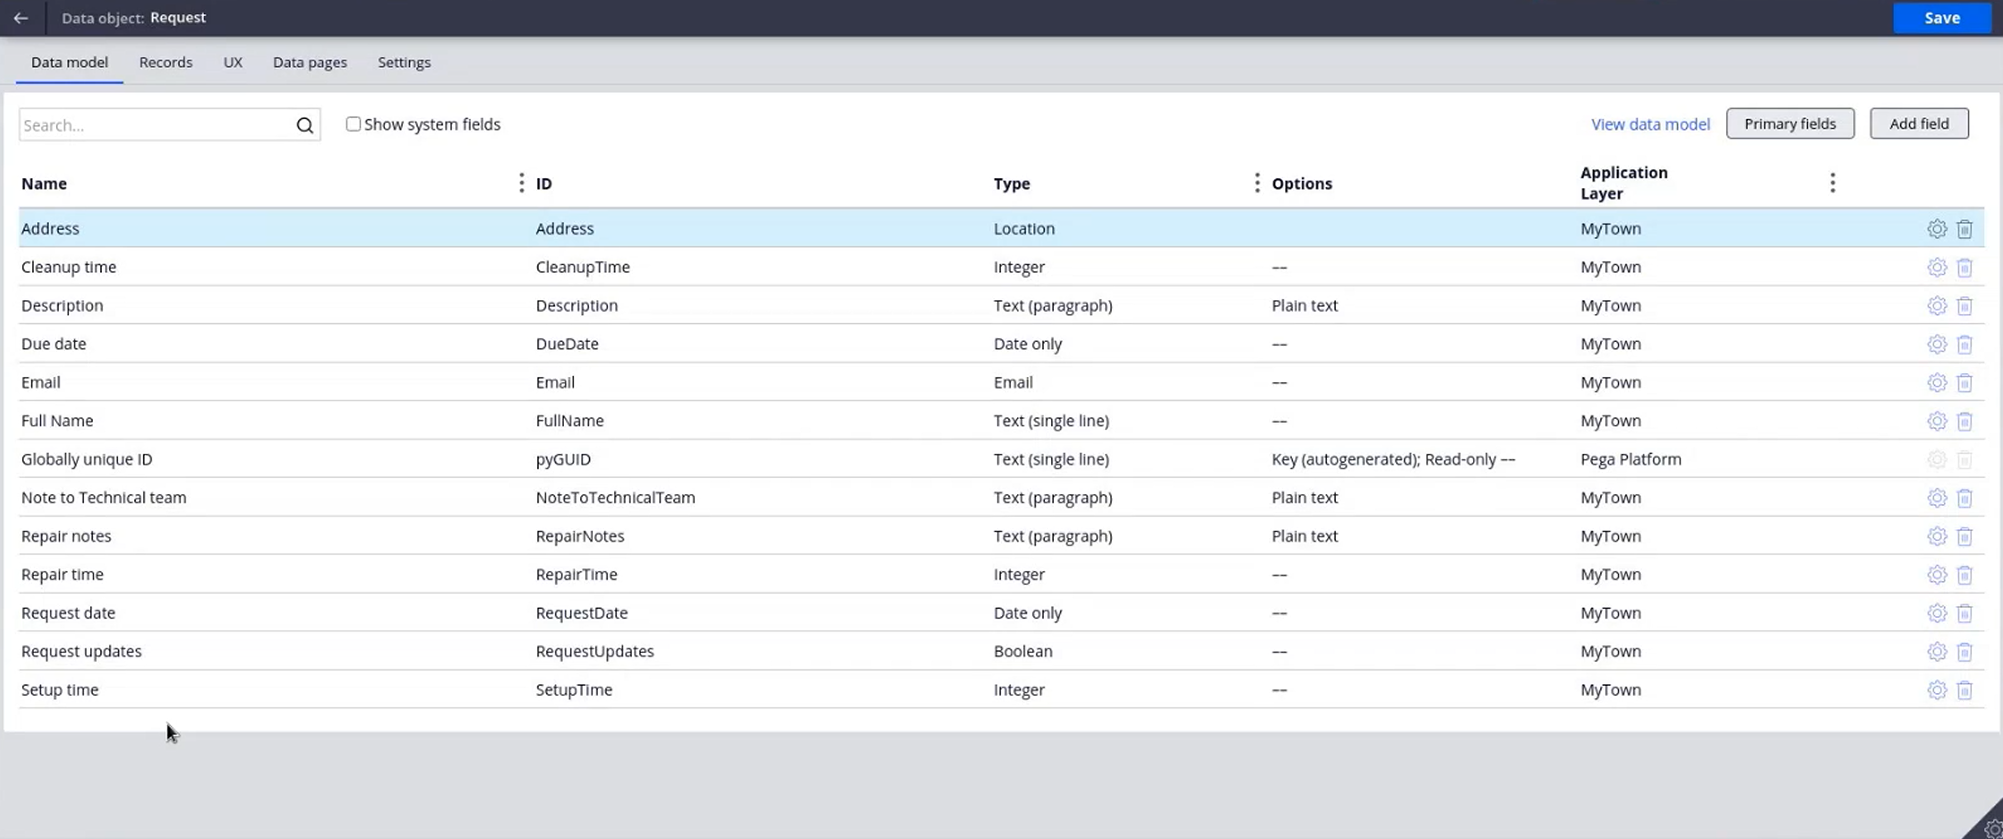 Data object: Request Save
Data model Records UX Data pages Settings
Search... Show system fields View data model Primary fields Add field
Name ID Type Options Application Layer
Address Address Location MyTown
Cleanup time CleanupTime Integer –– MyTown
Description Description Text (paragraph) Plain text MyTown
Due date DueDate Date only –– MyTown
Email Email Email –– MyTown
Full Name FullName Text (single line) –– MyTown
Globally unique ID pyGUID Text (single line) Key (autogenerated); Read-only –– Pega Platform
Note to Technical team NoteToTechnicalTeam Text (paragraph) Plain text MyTown
Repair notes RepairNotes Text (paragraph) Plain text MyTown
Repair time RepairTime Integer –– MyTown
Request date RequestDate Date only –– MyTown
Request updates RequestUpdates Boolean –– MyTown
Setup time SetupTime Integer –– MyTown